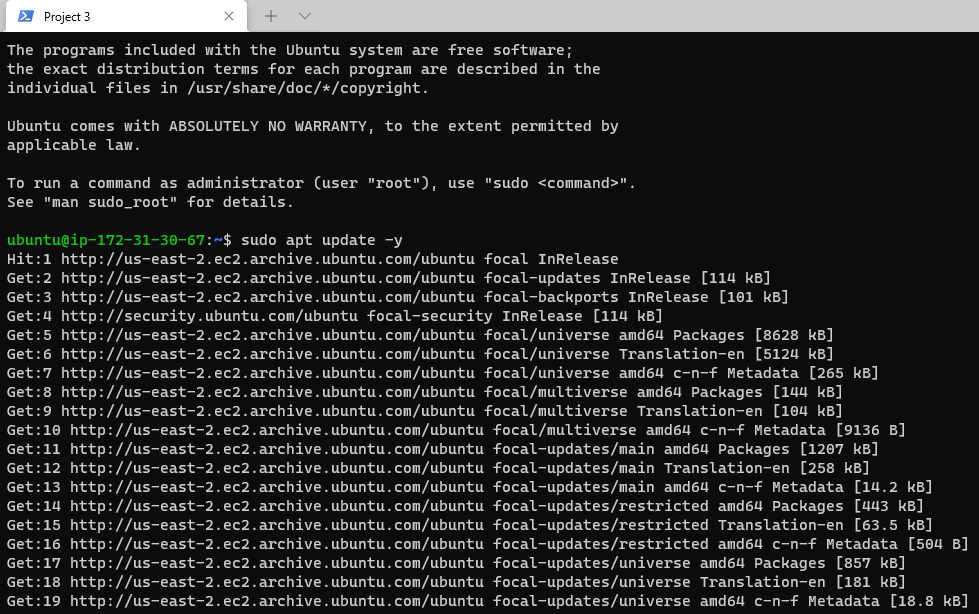 Project 3
The programs included with the Ubuntu system are free software;
the exact distribution terms for each program are described in the
individual files in /usr/share/doc/*/copyright.
Ubuntu comes with ABSOLUTELY NO WARRANTY, to the extent permitted by
applicable law.
To run a command as administrator (user "root"), use "sudo <command>".
See "man sudo_root" for details.
ubuntu@ip-172-31-30-67:~$ sudo apt update -y
Hit:1 http://us-east-2.ec2.archive.ubuntu.com/ubuntu focal InRelease
Get:2 http://us-east-2.ec2.archive.ubuntu.com/ubuntu focal-updates InRelease [114 kB]
Get:3 http://us-east-2.ec2.archive.ubuntu.com/ubuntu focal-backports InRelease [101 kB]
Get:4 http://security.ubuntu.com/ubuntu focal-security InRelease [114 kB]
Get:5 http://us-east-2.ec2.archive.ubuntu.com/ubuntu focal/universe amd64 Packages [8628 kB]
Get:6 http://us-east-2.ec2.archive.ubuntu.com/ubuntu focal/universe Translation-en [5124 kB]
Get:7 http://us-east-2.ec2.archive.ubuntu.com/ubuntu focal/universe amd64 c-n-f Metadata [265 kB]
Get:8 http://us-east-2.ec2.archive.ubuntu.com/ubuntu focal/multiverse amd64 Packages [144 kB]
Get:9 http://us-east-2.ec2.archive.ubuntu.com/ubuntu focal/multiverse Translation-en [104 kB]
Get:10 http://us-east-2.ec2.archive.ubuntu.com/ubuntu focal/multiverse amd64 c-n-f Metadata [9136 B]
Get:11 http://us-east-2.ec2.archive.ubuntu.com/ubuntu focal-updates/main amd64 Packages [1207 kB]
Get:12 http://us-east-2.ec2.archive.ubuntu.com/ubuntu focal-updates/main Translation-en [258 kB]
Get:13 http://us-east-2.ec2.archive.ubuntu.com/ubuntu focal-updates/main amd64 c-n-f Metadata [14.2 kB]
Get:14 http://us-east-2.ec2.archive.ubuntu.com/ubuntu focal-updates/restricted amd64 Packages [443 kB]
Get:15 http://us-east-2.ec2.archive.ubuntu.com/ubuntu focal-updates/restricted Translation-en [63.5 kB]
Get:16 http://us-east-2.ec2.archive.ubuntu.com/ubuntu focal-updates/restricted amd64 c-n-f Metadata [504 B]
Get:17 http://us-east-2.ec2.archive.ubuntu.com/ubuntu focal-updates/universe amd64 Packages [857 kB]
Get:18 http://us-east-2.ec2.archive.ubuntu.com/ubuntu focal-updates/universe Translation-en [181 kB]
Get:19 http://us-east-2.ec2.archive.ubuntu.com/ubuntu focal-updates/universe amd64 c-n-f Metadata [18.8 kB]